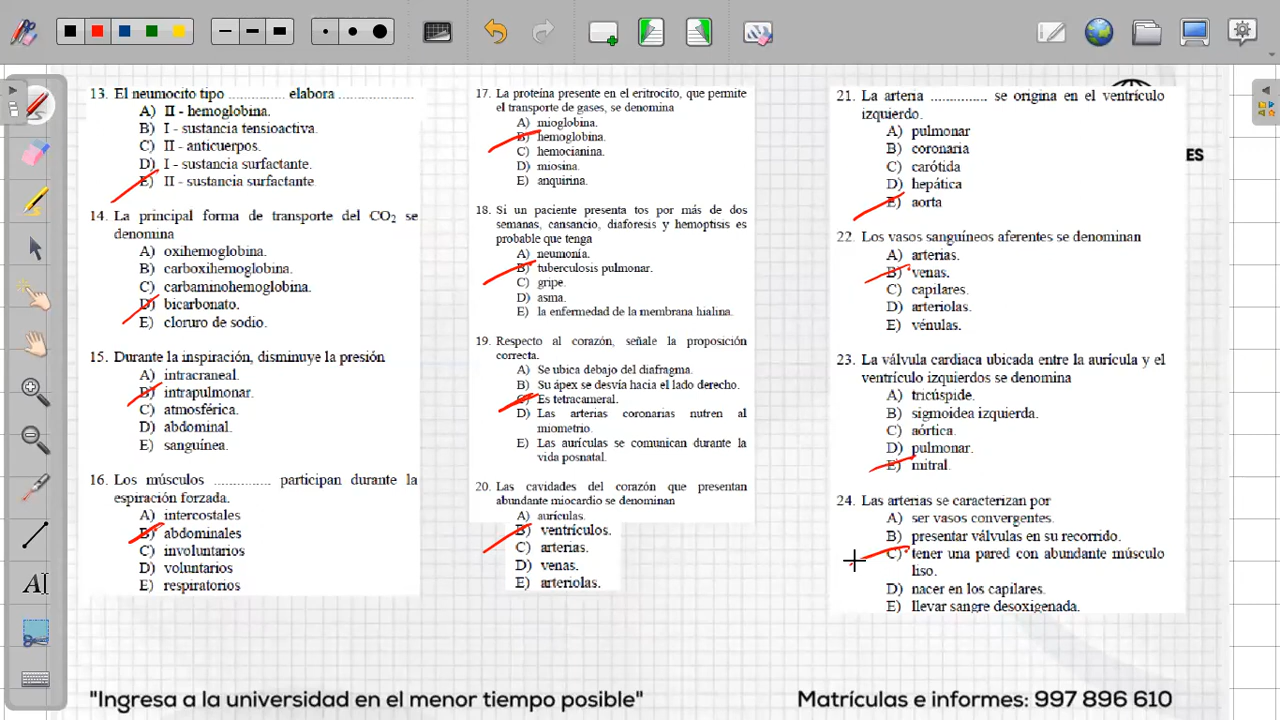 13. El neumocito tipo .............. elabora ..................
A) II - hemoglobina.
B) I - sustancia tensioactiva.
C) II - anticuerpos.
D) I - sustancia surfactante.
E) II - sustancia surfactante
14. La principal forma de transporte del CO2 se
denomina
A) oxihemoglobina.
B) carboxihemoglobina.
C) carbaminohemoglobina.
D) bicarbonato.
E) cloruro de sodio.
15. Durante la inspiración, disminuye la presión
A) intracraneal.
B) intrapulmonar.
C) atmosférica.
D) abdominal.
E) sanguínea.
16. Los músculos .............. participan durante la
espiración forzada.
A) intercostales
B) abdominales
C) involuntarios
D) voluntarios
E) respiratorios
17. La proteína presente en el eritrocito, que permite
el transporte de gases, se denomina
A) mioglobina.
B) hemoglobina.
C) hemocianina.
D) miosina.
E) anquirina.
18. Si un paciente presenta tos por más de dos
semanas, cansancio, diaforesis y hemoptisis es
probable que tenga
A) neumonía.
B) tuberculosis pulmonar.
C) gripe.
D) asma.
E) la enfermedad de la membrana hialina.
19. Respecto al corazón, señale la proposición
correcta.
A) Se ubica debajo del diafragma.
B) Su ápex se desvía hacia el lado derecho.
C) Es tetracameral.
D) Las arterias coronarias nutren al
miometrio.
E) Las aurículas se comunican durante la
vida posnatal.
20. Las cavidades del corazón que presentan
abundante miocardio se denominan
A) aurículas.
B) ventrículos.
C) arterias.
D) venas.
E) arteriolas.
21. La arteria ............... se origina en el ventrículo
izquierdo.
A) pulmonar
B) coronaria
C) carótida
D) hepática
E) aorta
22. Los vasos sanguíneos aferentes se denominan
A) arterias.
B) venas.
C) capilares.
D) arteriolas.
E) vénulas.
23. La válvula cardiaca ubicada entre la aurícula y el
ventrículo izquierdos se denomina
A) tricúspide.
B) sigmoidea izquierda.
C) aórtica.
D) pulmonar.
E) mitral.
24. Las arterias se caracterizan por
A) ser vasos convergentes.
B) presentar válvulas en su recorrido.
C) tener una pared con abundante músculo
liso.
D) nacer en los capilares.
E) llevar sangre desoxigenada.
ES
"Ingresa a la universidad en el menor tiempo posible"
Matrículas e informes: 997 896 610